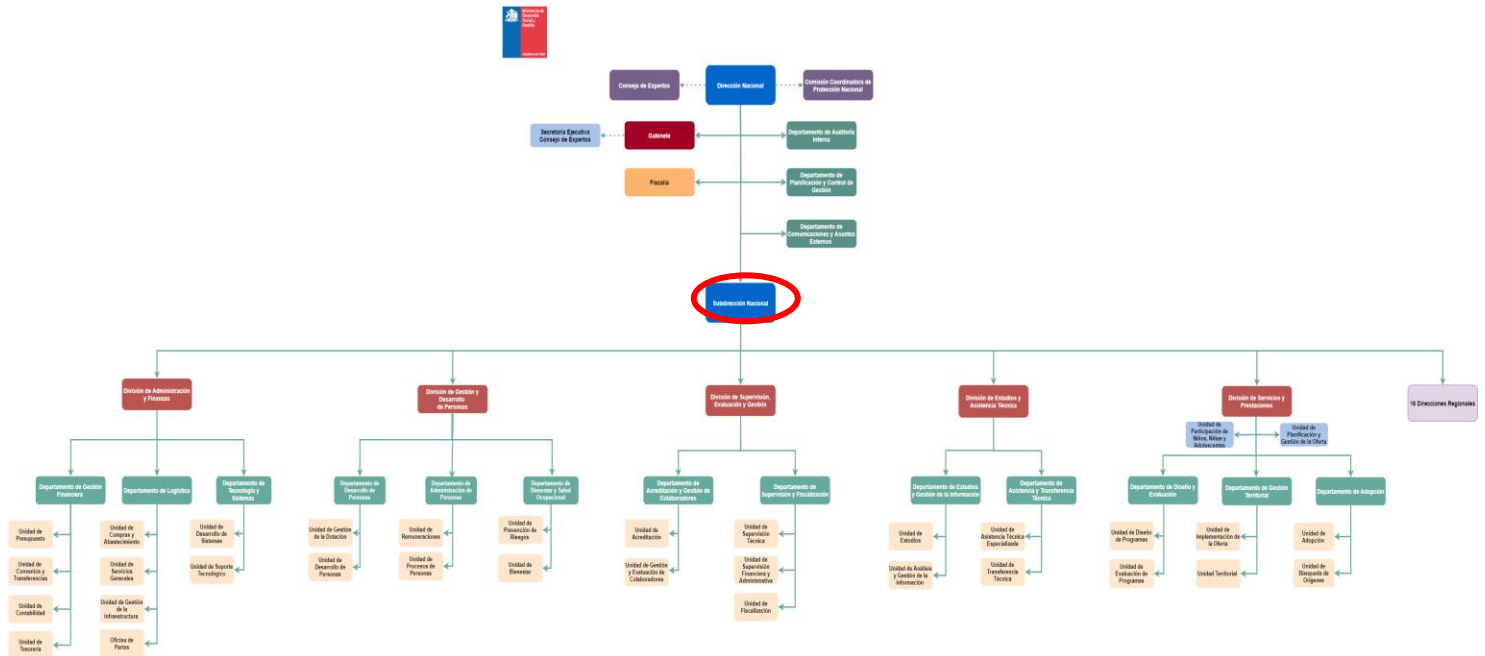 Ministerio de
Desarrollo
Social y
Familia
Gobierno de Chile
Consejo de Expertos
Dirección Nacional
Comisión Coordinadora de
Protección Nacional
Secretaría Ejecutiva
Consejo de Expertos
Gabinete
Departamento de Auditoría
Interna
Fiscalía
Departamento de
Planificación y Control de
Gestión
Departamento de
Comunicaciones y Asuntos
Externos
Subdirección Nacional
División de Administración
y Finanzas
División de Gestión y
Desarrollo
de Personas
División de Supervisión,
Evaluación y Gestión
División de Estudios y
Asistencia Técnica
División de Servicios y
Prestaciones
16 Direcciones Regionales
Unidad de
Participación de
Niños, Niñas y
Adolescentes
Unidad de
Planificación y
Gestión de la Oferta
Departamento de Gestión
Financiera
Departamento de Logística
Departamento de
Tecnología y
Sistemas
Departamento de
Desarrollo de
Personas
Departamento de
Administración de
Personas
Departamento de
Bienestar y Salud
Ocupacional
Departamento de
Acreditación y Gestión de
Colaboradores
Departamento de
Supervisión y Fiscalización
Departamento de Estudios
y Gestión de la Información
Departamento de
Asistencia y Transferencia
Técnica
Departamento de Diseño y
Evaluación
Departamento de Gestión
Territorial
Departamento de Adopción
Unidad de
Presupuesto
Unidad de
Convenios y
Transferencias
Unidad de
Contabilidad
Unidad de
Tesorería
Unidad de
Compras y
Abastecimiento
Unidad de
Servicios
Generales
Unidad de Gestión
de la
Infraestructura
Oficina de
Partes
Unidad de
Desarrollo de
Sistemas
Unidad de Soporte
Tecnológico
Unidad de Gestión
de la Dotación
Unidad de
Desarrollo de
Personas
Unidad de
Remuneraciones
Unidad de
Procesos de
Personas
Unidad de
Prevención de
Riesgos
Unidad de
Bienestar
Unidad de
Acreditación
Unidad de Gestión
y Evaluación de
Colaboradores
Unidad de
Supervisión
Técnica
Unidad de
Supervisión
Financiera y
Administrativa
Unidad de
Fiscalización
Unidad de
Estudios
Unidad de Análisis
y Gestión de la
Información
Unidad de
Asistencia Técnica
Especializada
Unidad de
Transferencia
Técnica
Unidad de Diseño
de Programas
Unidad de
Evaluación de
Programas
Unidad de
Implementación de
la Oferta
Unidad Territorial
Unidad de
Adopción
Unidad de
Búsqueda de
Orígenes